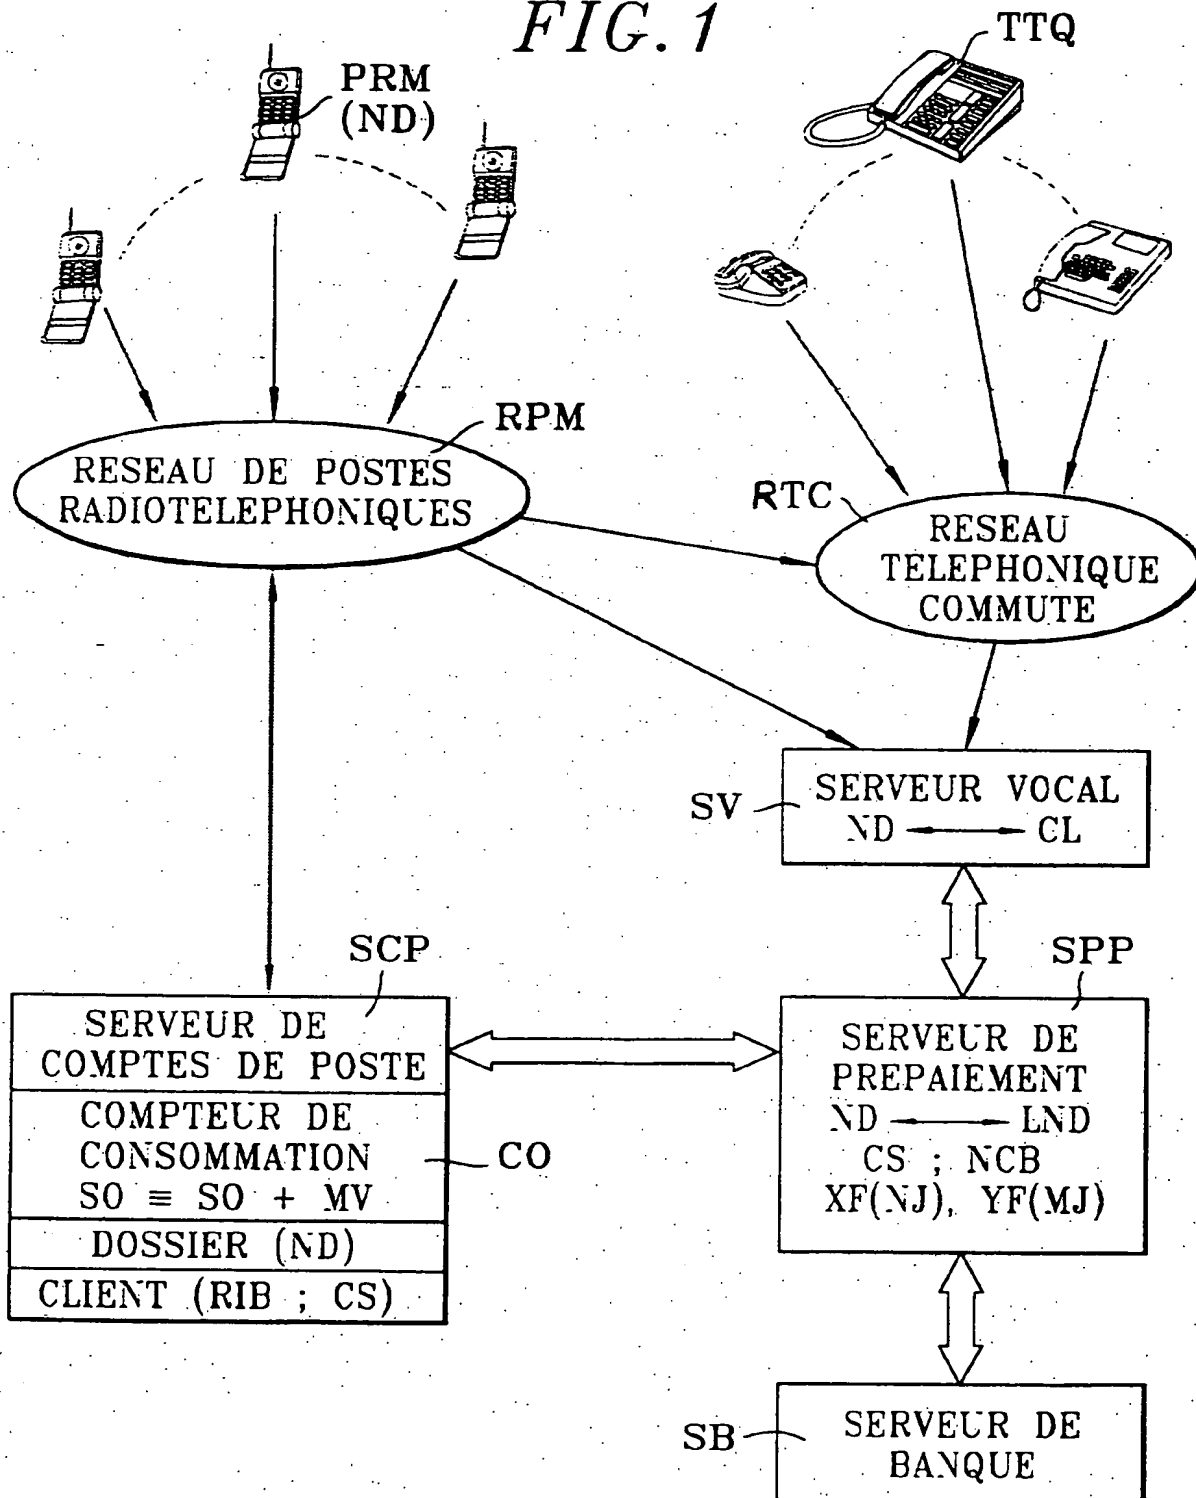 FIG. 1
PRM
(ND)
TTQ
RPM
RESEAU DE POSTES
RADIOTELEPHONIQUES
RTC
RESEAU
TELEPHONIQUE
COMMUTE
SV
SERVEUR VOCAL
ND CL
SCP
SERVEUR DE
COMPTES DE POSTE
COMPTEUR DE
CONSOMMATION
SO ≡ SO + MV
CO
DOSSIER (ND)
CLIENT (RIB ; CS)
SPP
SERVEUR DE
PREPAIEMENT
ND LND
CS ; NCB
XF(NJ), YF(MJ)
SB
SERVEUR DE
BANQUE